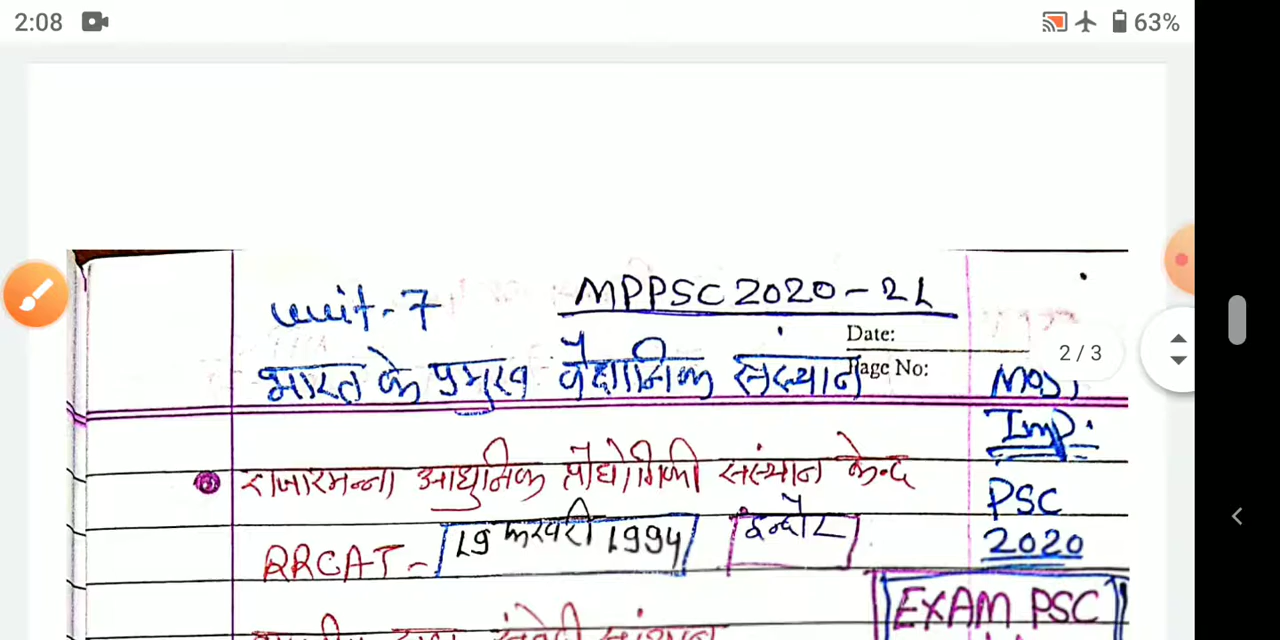 2:08
63%
unit-7
MPPSC 2020-21
Date:
Page No:
2/3
भारत के प्रमुख वैज्ञानिक संस्थान
Most
Imp.
राजारमन्ना आधुनिक प्रौद्योगिकी संस्थान केन्द
PSC
2020
RRCAT- 19 फरवरी 1994 इन्दौर
EXAM PSC